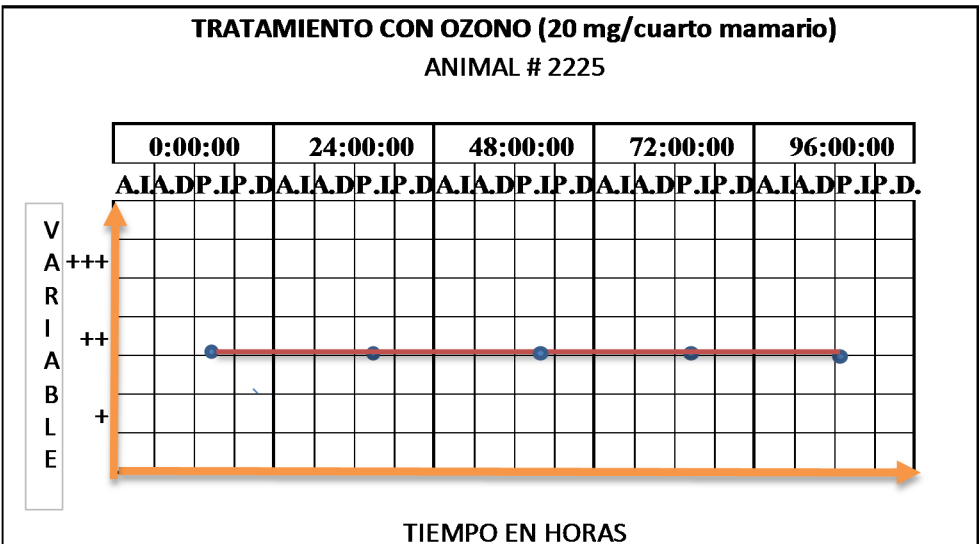 TRATAMIENTO CON OZONO (20 mg/cuarto mamario)
ANIMAL # 2225
0:00:00 24:00:00 48:00:00 72:00:00 96:00:00
A.I. A.D P.I. P.D A.I. A.D P.I. P.D A.I. A.D P.I. P.D A.I. A.D P.I. P.D A.I. A.D P.I. P.D.
VARIABLE
+++
++
+
TIEMPO EN HORAS